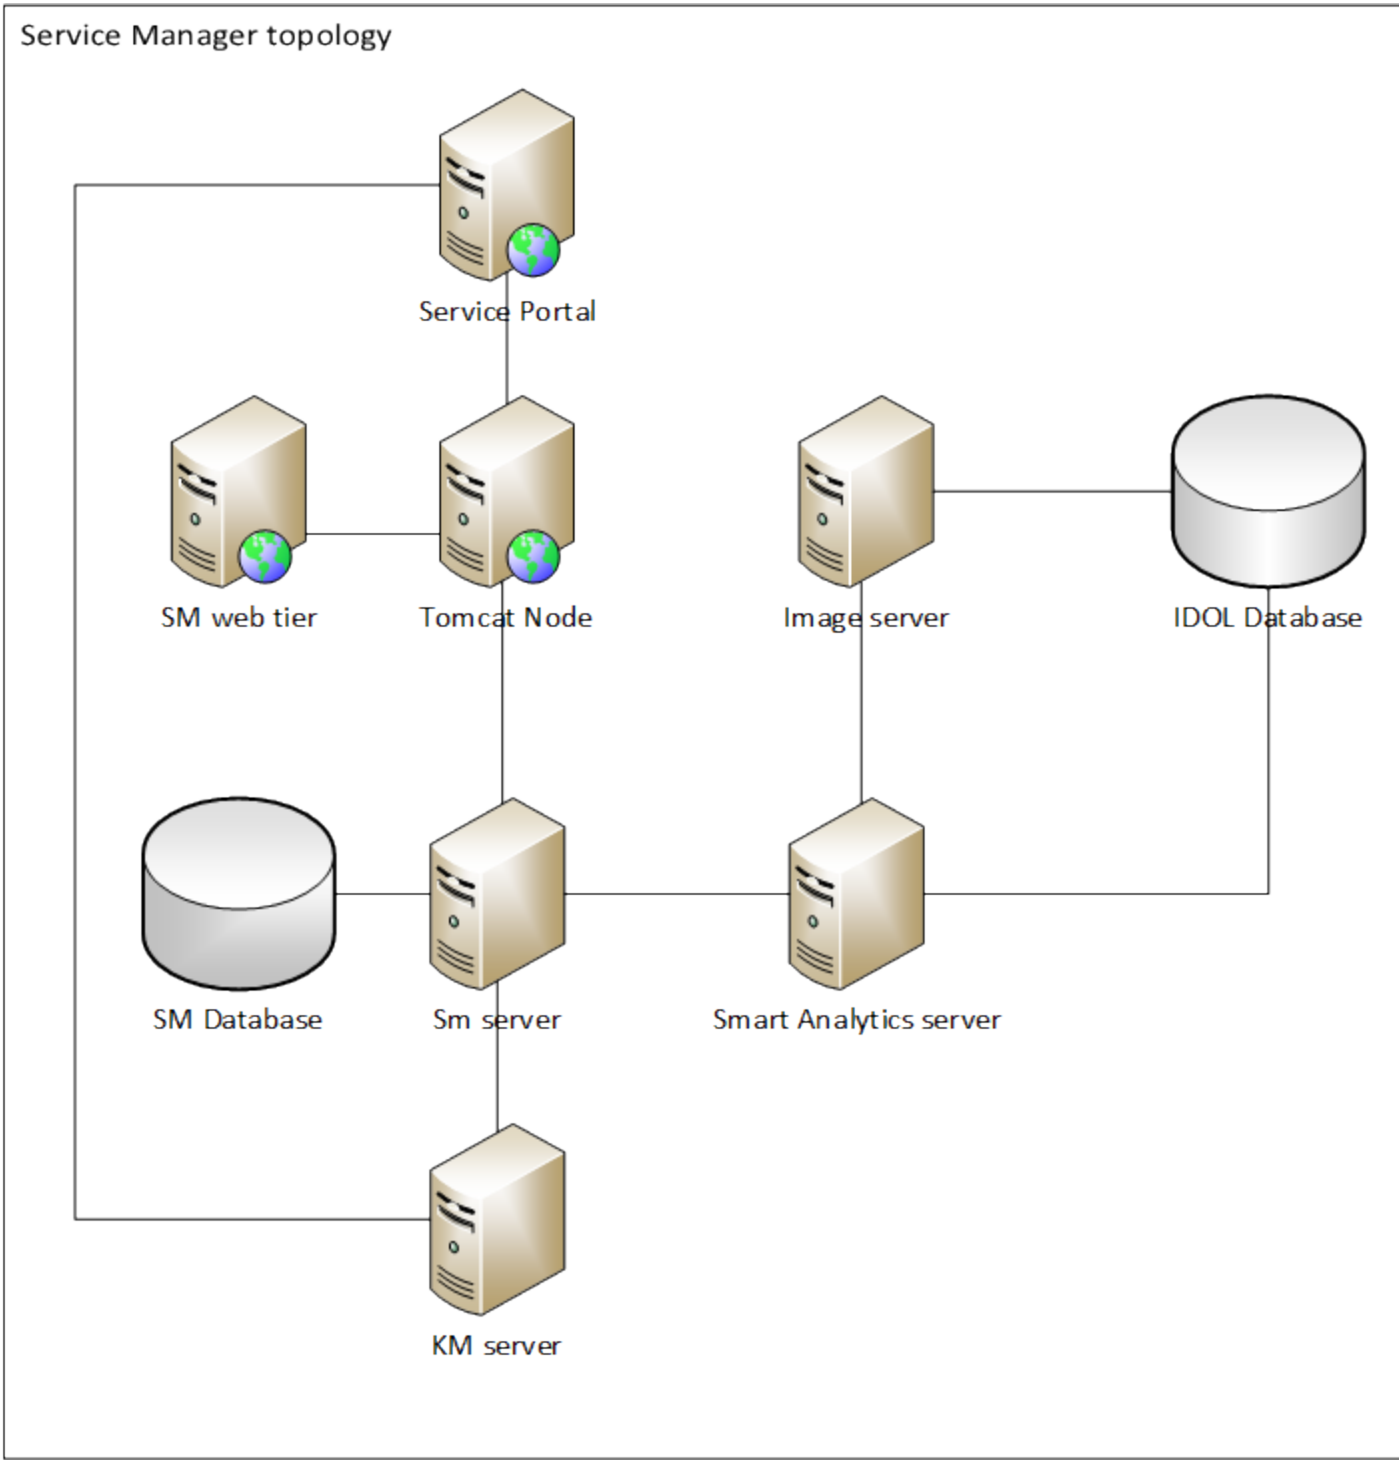 Service Manager topology
Service Portal
SM web tier
Tomcat Node
Image server
IDOL Database
SM Database
Sm server
Smart Analytics server
KM server